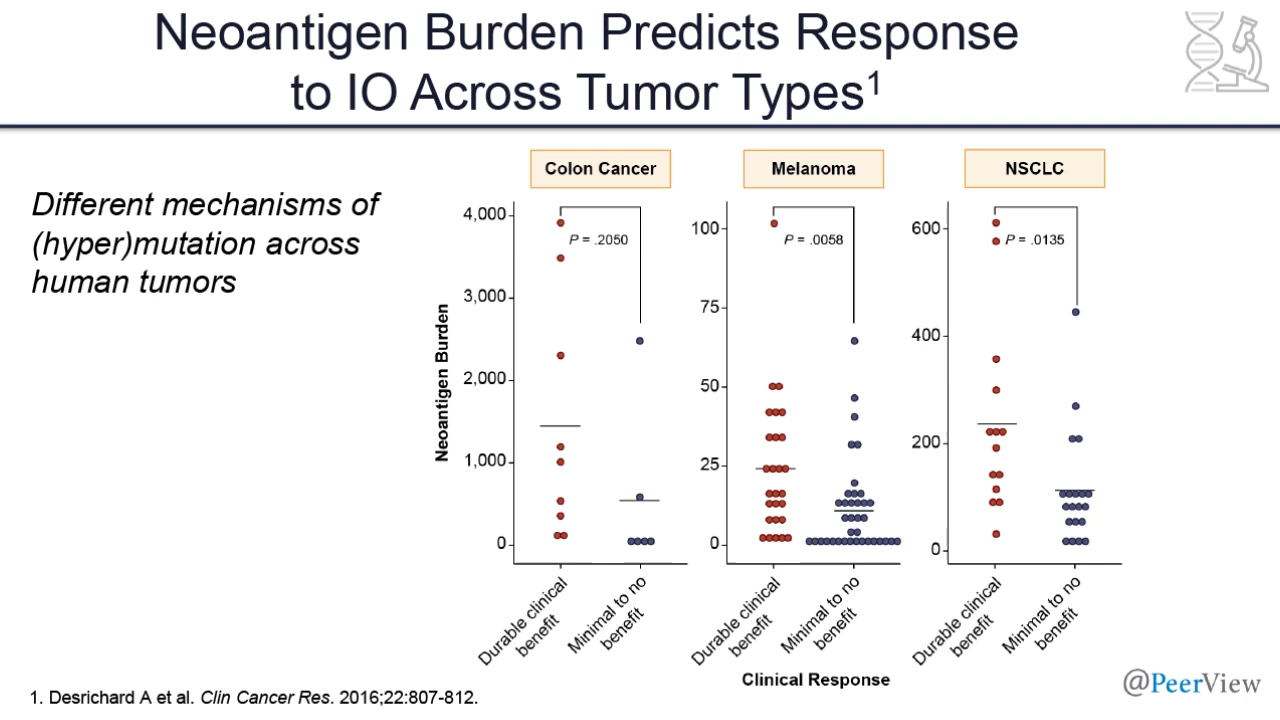 Neoantigen Burden Predicts Response
to IO Across Tumor Types1
Different mechanisms of
(hyper)mutation across
human tumors
Colon Cancer
Melanoma
NSCLC
Neoantigen Burden
4,000
3,000
2,000
1,000
0
P = .2050
Durable clinical
benefit
Minimal to no
benefit
100
75
50
25
0
P = .0058
Durable clinical
benefit
Minimal to no
benefit
600
400
200
0
P = .0135
Durable clinical
benefit
Minimal to no
benefit
Clinical Response
1. Desrichard A et al. Clin Cancer Res. 2016;22:807-812.
@PeerView